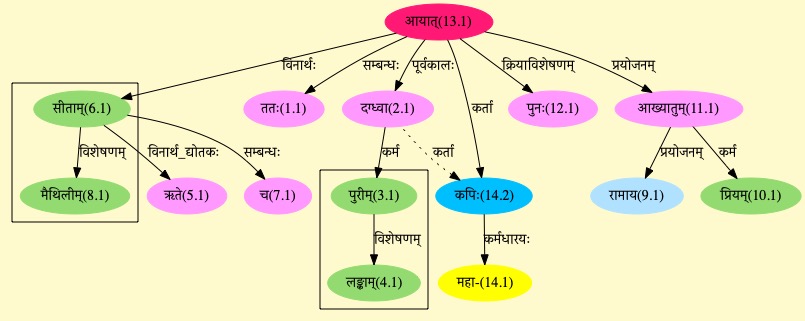 आयात्(13.1)
विनार्थः सम्बन्धः पूर्वकालः क्रियाविशेषणम् प्रयोजनम्
सीताम्(6.1) ततः(1.1) दग्ध्वा(2.1) कर्ता पुनः(12.1) आख्यातुम्(11.1)
विशेषणम् विनार्थ_द्योतकः सम्बन्धः कर्म कर्ता प्रयोजनम् कर्म
मैथिलीम्(8.1) ऋते(5.1) च(7.1) पुरीम्(3.1) कपिः(14.2) रामाय(9.1) प्रियम्(10.1)
विशेषणम् कर्मधारयः
लङ्काम्(4.1) महा-(14.1)